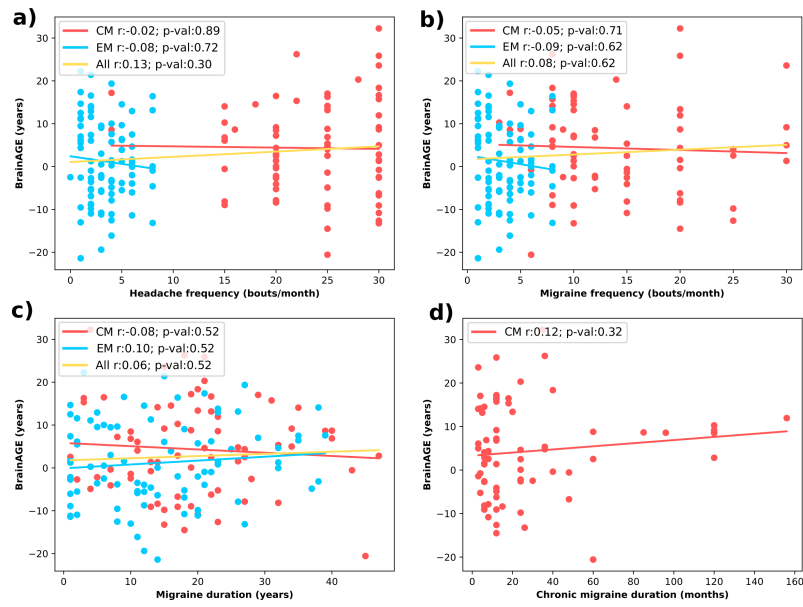 a)
CM r:-0.02; p-val:0.89
EM r:-0.08; p-val:0.72
All r:0.13; p-val:0.30
BrainAGE (years)
30
20
10
0
−10
−20
0 5 10 15 20 25 30
Headache frequency (bouts/month)
b)
CM r:-0.05; p-val:0.71
EM r:-0.09; p-val:0.62
All r:0.08; p-val:0.62
BrainAGE (years)
30
20
10
0
−10
−20
0 5 10 15 20 25 30
Migraine frequency (bouts/month)
c)
CM r:-0.08; p-val:0.52
EM r:0.10; p-val:0.52
All r:0.06; p-val:0.52
BrainAGE (years)
30
20
10
0
−10
−20
0 10 20 30 40
Migraine duration (years)
d)
CM r:0.12; p-val:0.32
BrainAGE (years)
30
20
10
0
−10
−20
0 20 40 60 80 100 120 140 160
Chronic migraine duration (months)